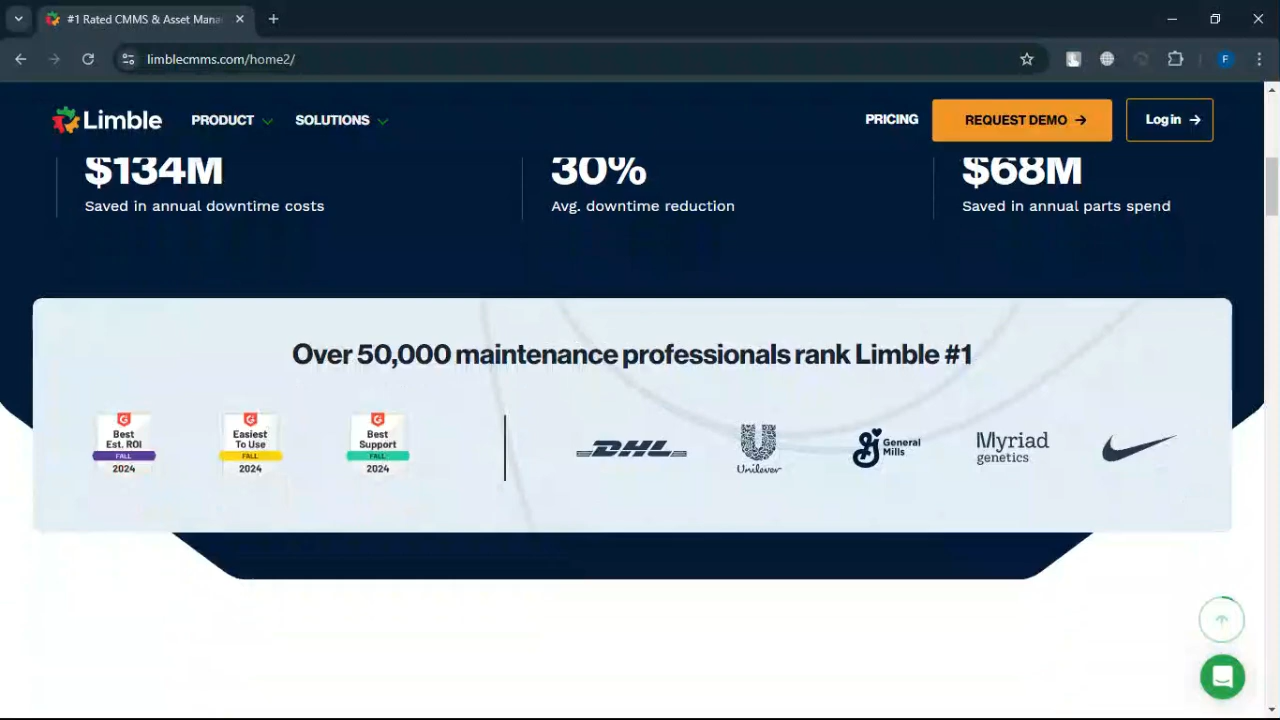 #1 Rated CMMS & Asset Mana
limblecmms.com/home2/
F
Limble
PRODUCT
SOLUTIONS
PRICING
REQUEST DEMO →
Log in →
$134M
Saved in annual downtime costs
30%
Avg. downtime reduction
$68M
Saved in annual parts spend
Over 50,000 maintenance professionals rank Limble #1
Best
Est. ROI
FALL
2024
Easiest
To Use
FALL
2024
Best
Support
FALL
2024
DHL
Unilever
General
Mills
Myriad
genetics